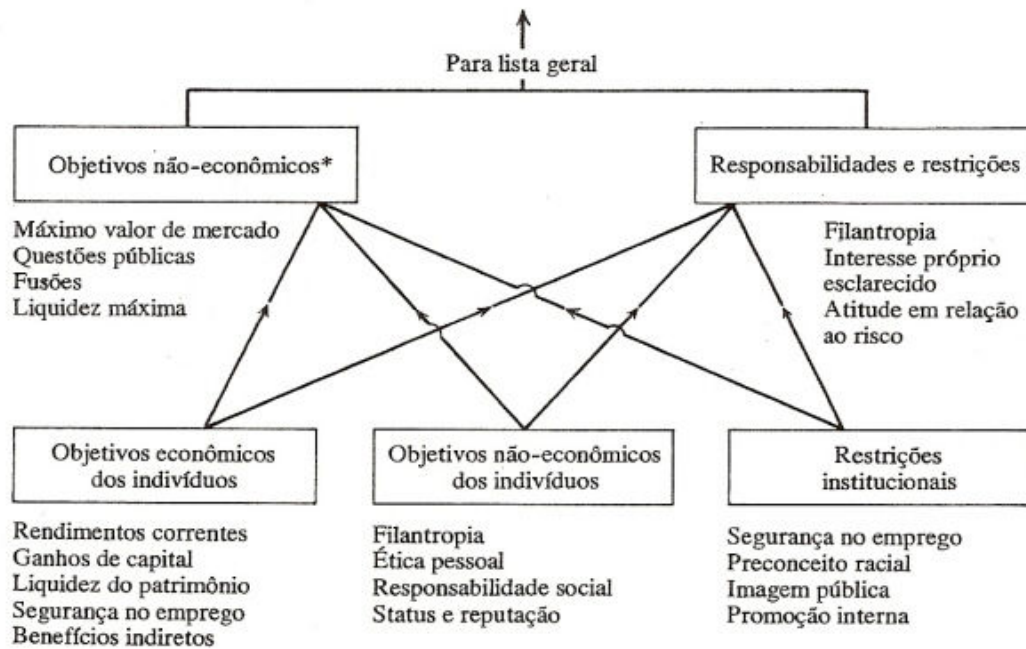 Para lista geral
Objetivos não-econômicos*
Responsabilidades e restrições
Máximo valor de mercado
Questões públicas
Fusões
Liquidez máxima
Filantropia
Interesse próprio
esclarecido
Atitude em relação
ao risco
Objetivos econômicos
dos indivíduos
Objetivos não-econômicos
dos indivíduos
Restrições
institucionais
Rendimentos correntes
Ganhos de capital
Liquidez do patrimônio
Segurança no emprego
Benefícios indiretos
Filantropia
Ética pessoal
Responsabilidade social
Status e reputação
Segurança no emprego
Preconceito racial
Imagem pública
Promoção interna